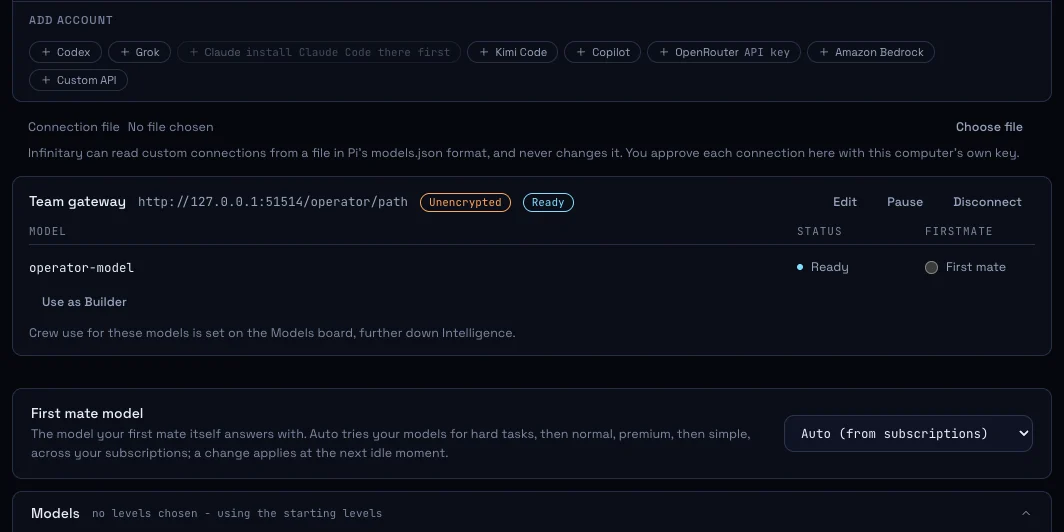 ADD ACCOUNT
+ Codex + Grok + Claude install Claude Code there first + Kimi Code + Copilot + OpenRouter API key + Amazon Bedrock
+ Custom API
Connection file No file chosen Choose file
Infinitary can read custom connections from a file in Pi's models.json format, and never changes it. You approve each connection here with this computer's own key.
Team gateway http://127.0.0.1:51514/operator/path Unencrypted Ready Edit Pause Disconnect
MODEL STATUS FIRSTMATE
operator-model Ready First mate
Use as Builder
Crew use for these models is set on the Models board, further down Intelligence.
First mate model
The model your first mate itself answers with. Auto tries your models for hard tasks, then normal, premium, then simple,
across your subscriptions; a change applies at the next idle moment.
Auto (from subscriptions)
Models no levels chosen - using the starting levels